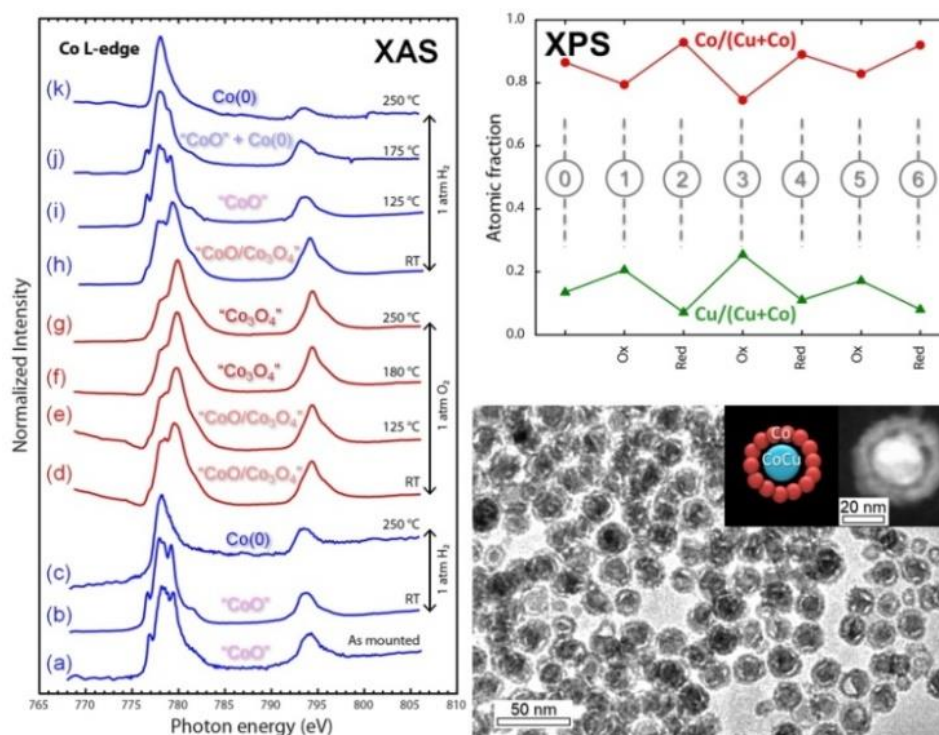 Co L-edge
XAS
(k)
Co(0)
250 °C
(j)
"CoO" + Co(0)
175 °C
(i)
"CoO"
125 °C
(h)
"CoO/Co₃O₄"
RT
1 atm H₂
(g)
"Co₃O₄"
250 °C
(f)
"Co₃O₄"
180 °C
(e)
"CoO/Co₃O₄"
125 °C
(d)
"CoO/Co₃O₄"
RT
1 atm O₂
(c)
Co(0)
250 °C
(b)
"CoO"
RT
1 atm H₂
(a)
"CoO"
As mounted
Normalized Intensity
765 770 775 780 785 790 795 800 805 810
Photon energy (eV)
XPS
Co/(Cu+Co)
1.0
0.8
0.6
0.4
0.2
0.0
Atomic fraction
0 1 2 3 4 5 6
Cu/(Cu+Co)
Ox Red Ox Red Ox Red
Co
CoCu
20 nm
50 nm